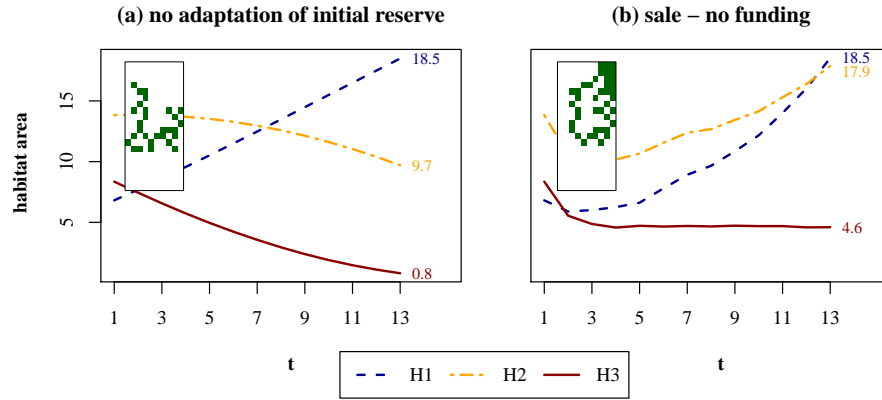 (a) no adaptation of initial reserve
(b) sale − no funding
habitat area
15
10
5
18.5
9.7
0.8
18.5
17.9
4.6
1 3 5 7 9 11 13
1 3 5 7 9 11 13
t
t
H1 H2 H3